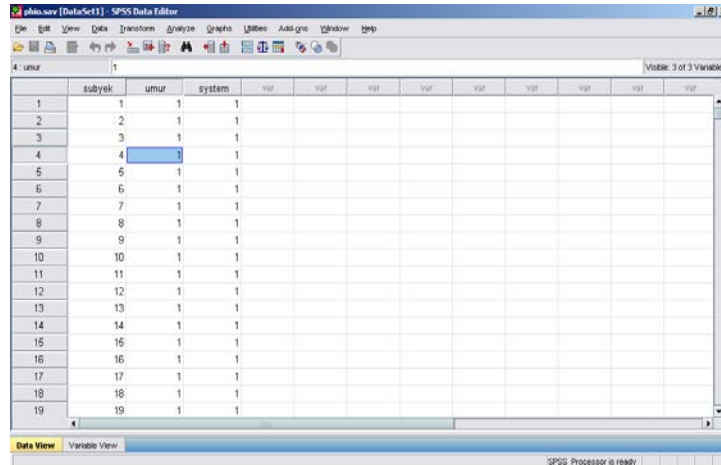 phio.sav [DataSet1] - SPSS Data Editor
File Edit View Data Transform Analyze Graphs Utilities Add-ons Window Help
4 : umur 1 Visible: 3 of 3 Variable
subyek umur system var var var var var var var
1 1 1 1
2 2 1 1
3 3 1 1
4 4 1 1
5 5 1 1
6 6 1 1
7 7 1 1
8 8 1 1
9 9 1 1
10 10 1 1
11 11 1 1
12 12 1 1
13 13 1 1
14 14 1 1
15 15 1 1
16 16 1 1
17 17 1 1
18 18 1 1
19 19 1 1
Data View Variable View
SPSS Processor is ready